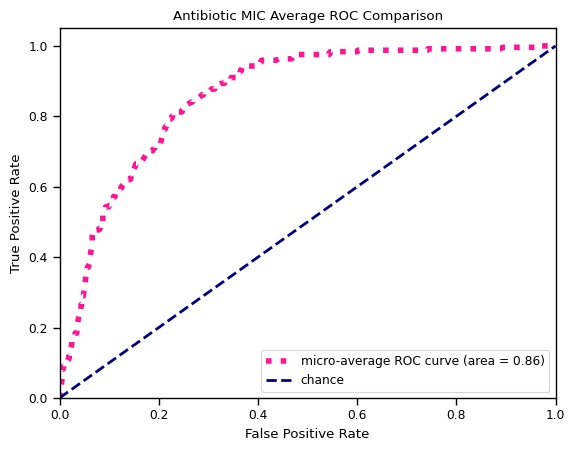 Antibiotic MIC Average ROC Comparison
1.0
0.8
0.6
0.4
0.2
0.0
True Positive Rate
micro-average ROC curve (area = 0.86)
chance
0.0 0.2 0.4 0.6 0.8 1.0
False Positive Rate